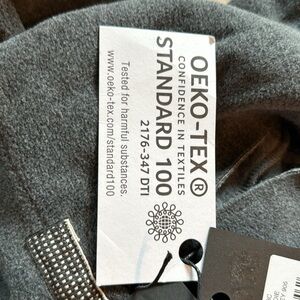 OEKO-TEX®
CONFIDENCE IN TEXTILES
STANDARD 100
2176-347 DTI
Tested for harmful substances.
www.oeko-tex.com/standard100